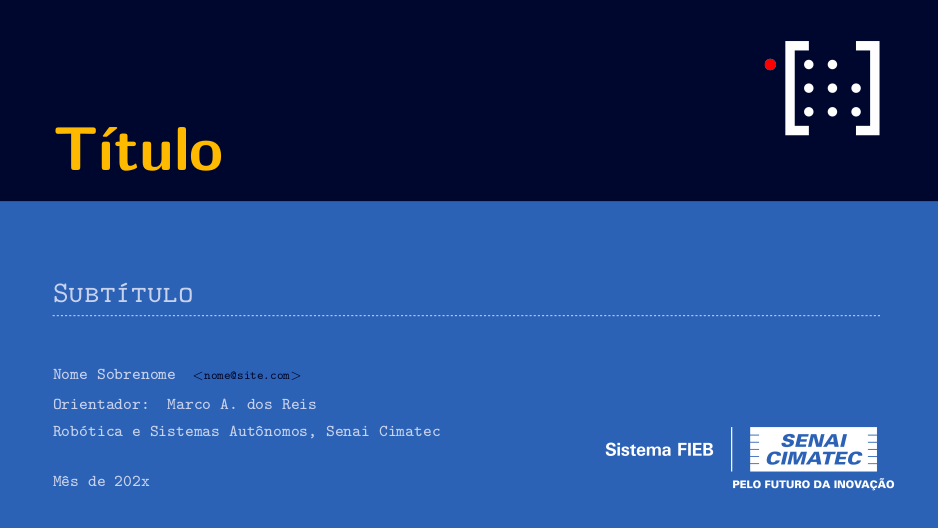 Título
Subtítulo
Nome Sobrenome <nome@site.com>
Orientador: Marco A. dos Reis
Robótica e Sistemas Autônomos, Senai Cimatec
Mês de 202x
Sistema FIEB
SENAI
CIMATEC
PELO FUTURO DA INOVAÇÃO